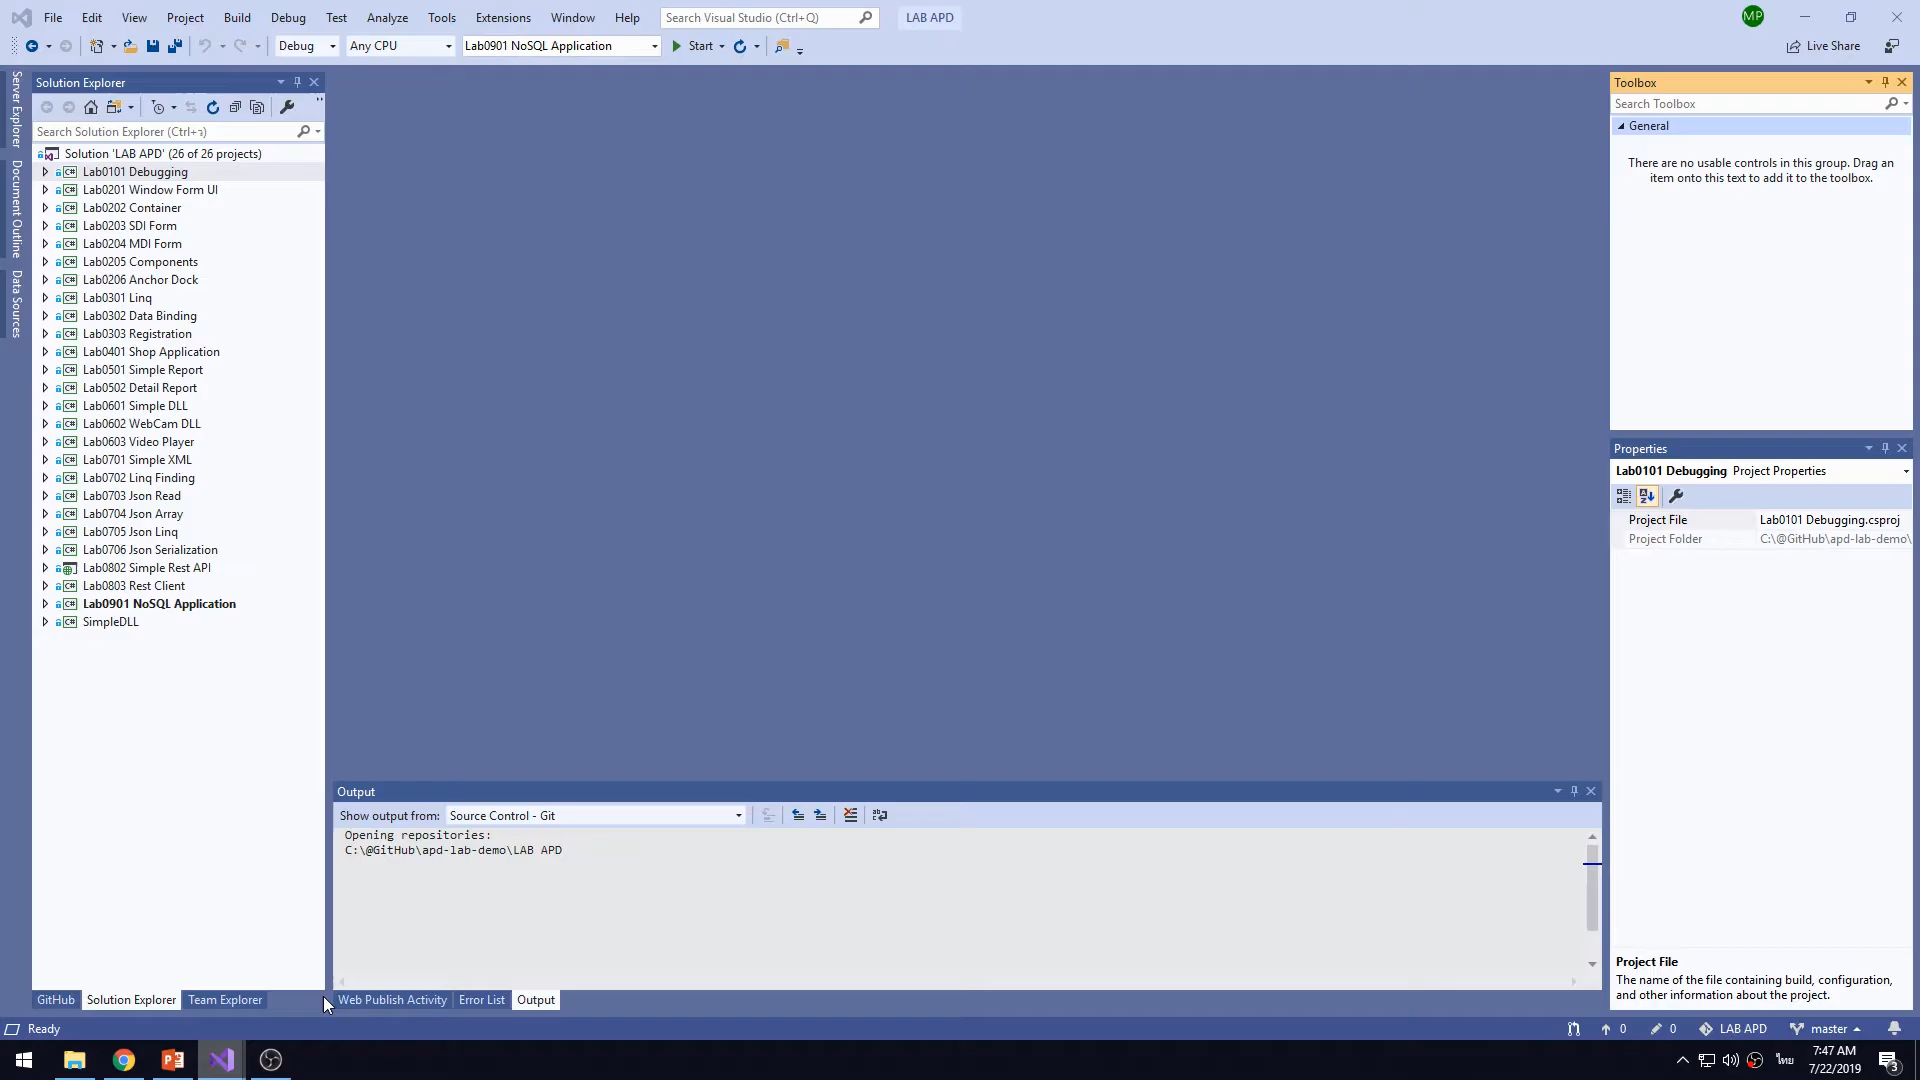 File Edit View Project Build Debug Test Analyze Tools Extensions Window Help Search Visual Studio (Ctrl+Q) LAB APD MP
Debug Any CPU Lab0901 NoSQL Application Start Live Share
Server Explorer
Document Outline
Data Sources
Solution Explorer
Search Solution Explorer (Ctrl+ว)
Solution 'LAB APD' (26 of 26 projects)
Lab0101 Debugging
Lab0201 Window Form UI
Lab0202 Container
Lab0203 SDI Form
Lab0204 MDI Form
Lab0205 Components
Lab0206 Anchor Dock
Lab0301 Linq
Lab0302 Data Binding
Lab0303 Registration
Lab0401 Shop Application
Lab0501 Simple Report
Lab0502 Detail Report
Lab0601 Simple DLL
Lab0602 WebCam DLL
Lab0603 Video Player
Lab0701 Simple XML
Lab0702 Linq Finding
Lab0703 Json Read
Lab0704 Json Array
Lab0705 Json Linq
Lab0706 Json Serialization
Lab0802 Simple Rest API
Lab0803 Rest Client
Lab0901 NoSQL Application
SimpleDLL
GitHub Solution Explorer Team Explorer
Output
Show output from: Source Control - Git
Opening repositories:
C:\@GitHub\apd-lab-demo\LAB APD
Web Publish Activity Error List Output
Toolbox
Search Toolbox
General
There are no usable controls in this group. Drag an
item onto this text to add it to the toolbox.
Properties
Lab0101 Debugging Project Properties
Project File Lab0101 Debugging.csproj
Project Folder C:\@GitHub\apd-lab-demo\
Project File
The name of the file containing build, configuration,
and other information about the project.
Ready 0 0 LAB APD master
ไทย 7:47 AM
7/22/2019 3